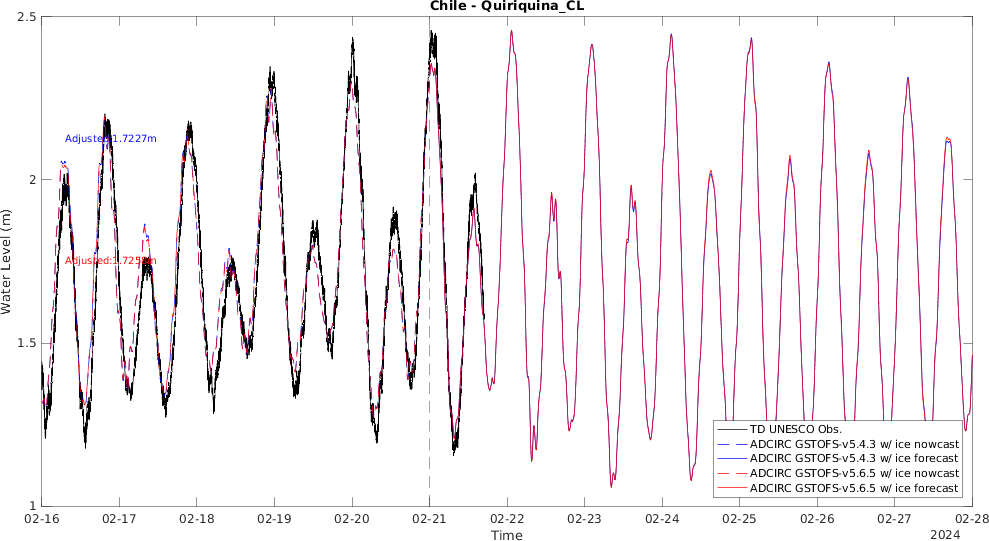 Chile - Quiriquina_CL
2.5
2
1.5
1
Water Level (m)
Adjusted:1.7227m
Adjusted:1.725 m
TD UNESCO Obs.
ADCIRC GSTOFS-v5.4.3 w/ ice nowcast
ADCIRC GSTOFS-v5.4.3 w/ ice forecast
ADCIRC GSTOFS-v5.6.5 w/ ice nowcast
ADCIRC GSTOFS-v5.6.5 w/ ice forecast
02-16 02-17 02-18 02-19 02-20 02-21 02-22 02-23 02-24 02-25 02-26 02-27 02-28
Time
2024